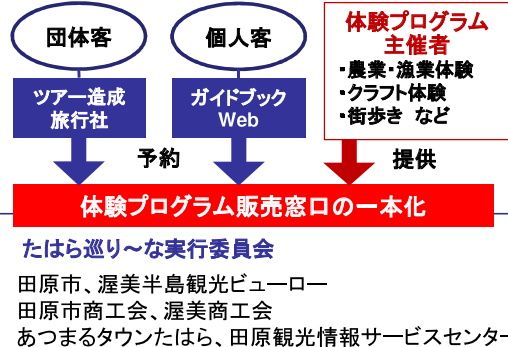 団体客
個人客
体験プログラム
主催者
・農業・漁業体験
・クラフト体験
・街歩き など
ツアー造成
旅行社
ガイドブック
Web
予約
提供
体験プログラム販売窓口の一本化
たはら巡り～な実行委員会
田原市、渥美半島観光ビューロー
田原市商工会、渥美商工会
あつまるタウンたはら、田原観光情報サービスセンター